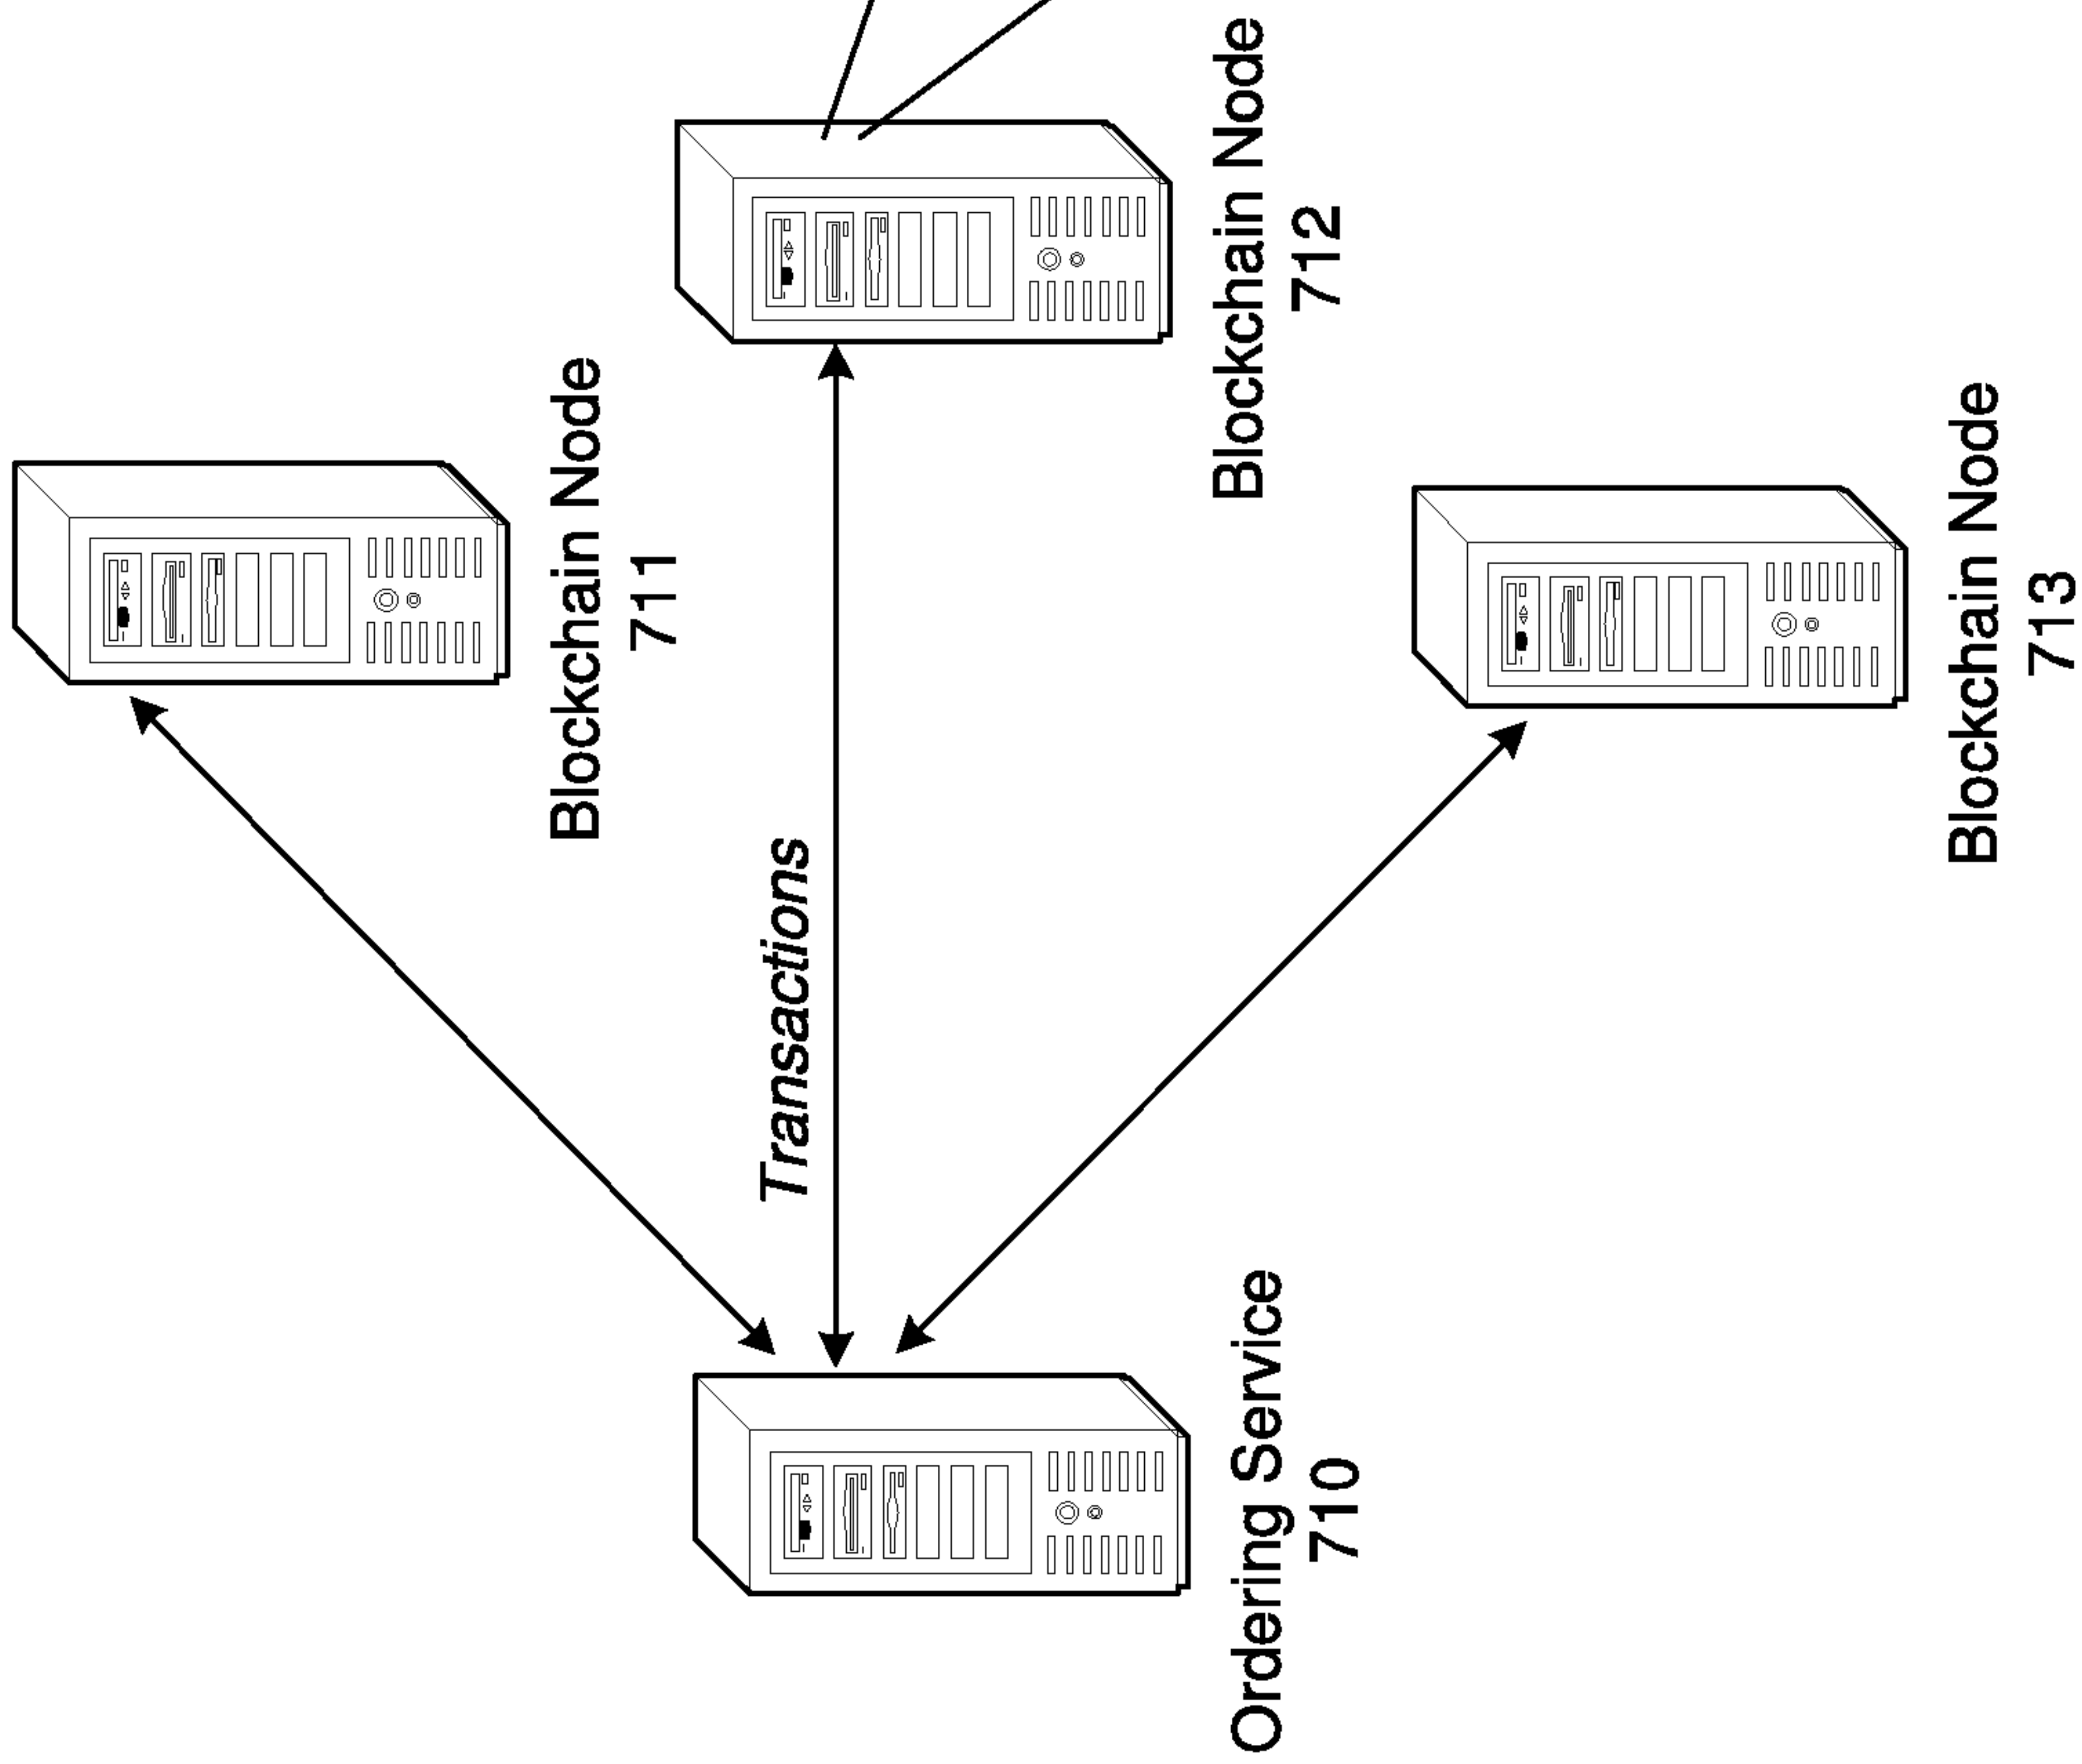 Blockchain Node
711
Transactions
Blockchain Node
712
Ordering Service
710
Blockchain Node
713